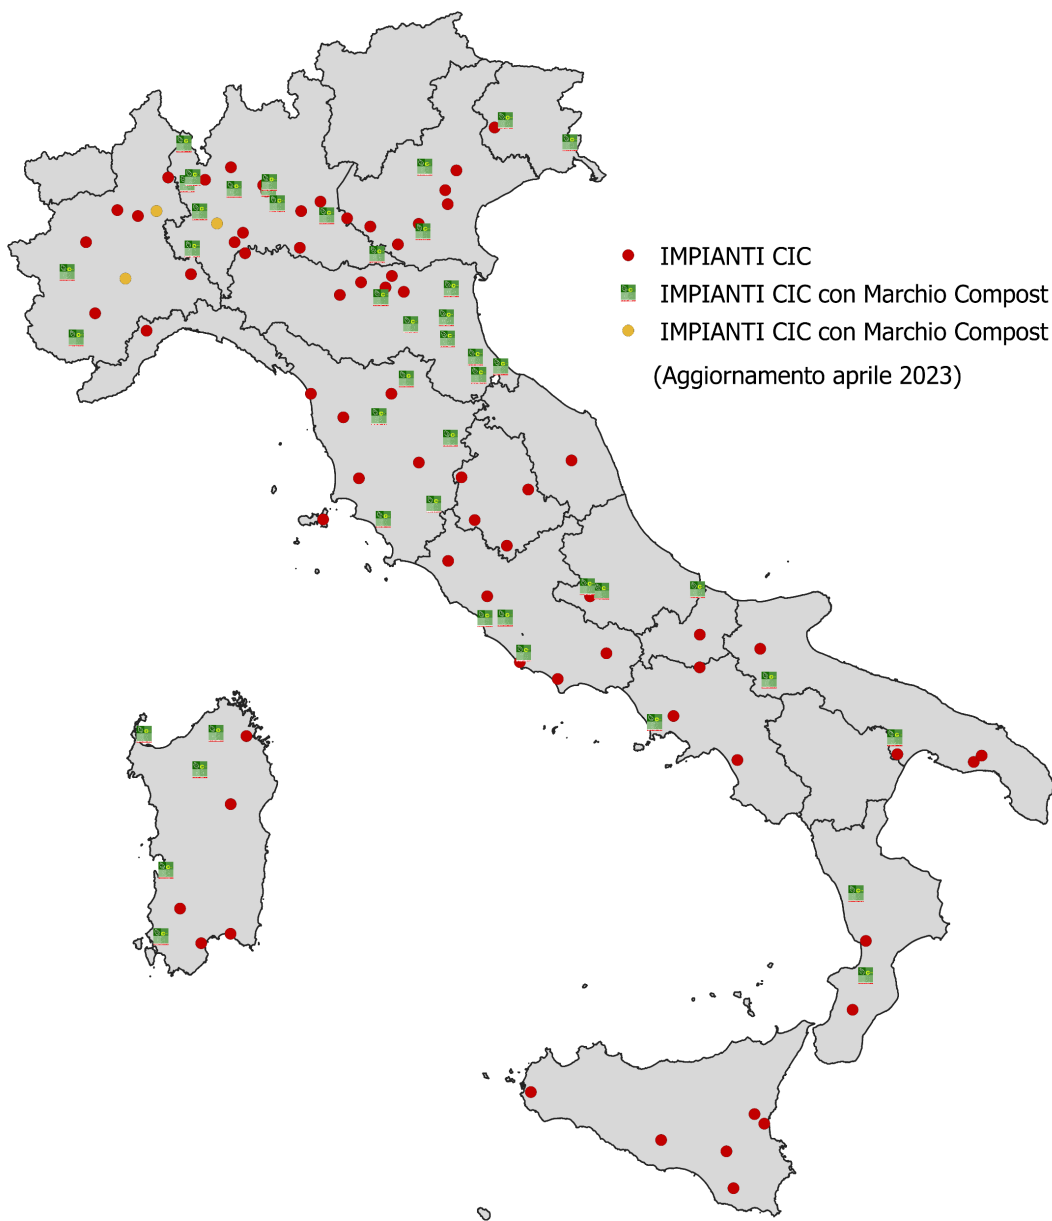 IMPIANTI CIC
IMPIANTI CIC con Marchio Compost
IMPIANTI CIC con Marchio Compost
(Aggiornamento aprile 2023)